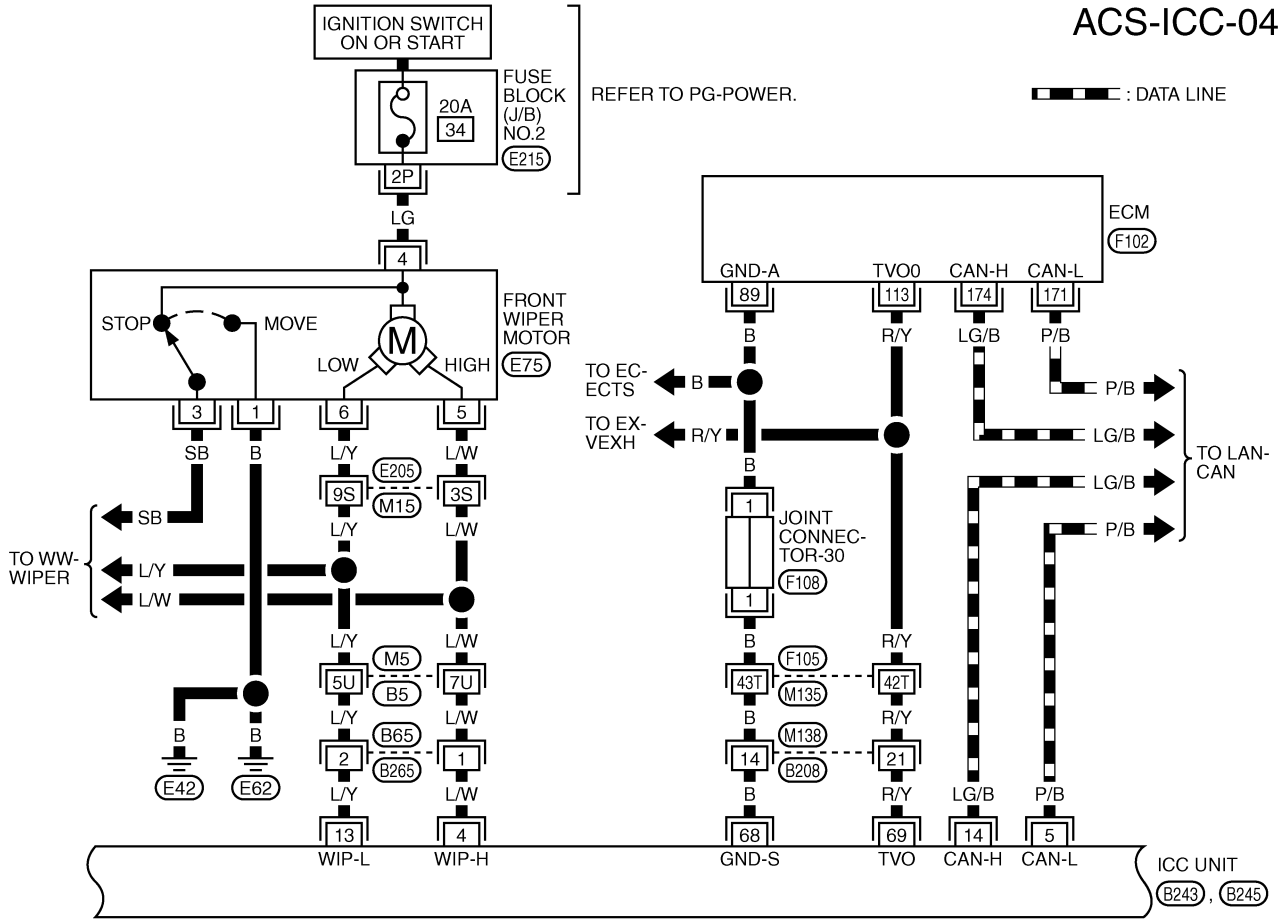 ACS-ICC-04
IGNITION SWITCH
ON OR START
FUSE
BLOCK
(J/B)
NO.2
E215
20A
34
2P
REFER TO PG-POWER.
: DATA LINE
LG
4
FRONT
WIPER
MOTOR
E75
STOP
MOVE
M
LOW
HIGH
3
1
6
5
SB
B
L/Y
L/W
E205
9S
3S
M15
L/Y
L/W
SB
TO WW-
WIPER
L/Y
L/W
L/Y
L/W
M5
5U
7U
B5
L/Y
L/W
B65
2
1
B265
B
B
E42
E62
L/Y
L/W
13
4
WIP-L
WIP-H
ECM
F102
GND-A
TVO0
CAN-H
CAN-L
89
113
174
171
B
R/Y
LG/B
P/B
TO EC-
ECTS
B
P/B
TO EX-
VEXH
R/Y
LG/B
B
TO LAN-
CAN
LG/B
P/B
1
JOINT
CONNEC-
TOR-30
F108
1
B
R/Y
F105
43T
42T
M135
B
R/Y
M138
14
21
B208
B
R/Y
LG/B
P/B
68
69
14
5
GND-S
TVO
CAN-H
CAN-L
ICC UNIT
B243 , B245